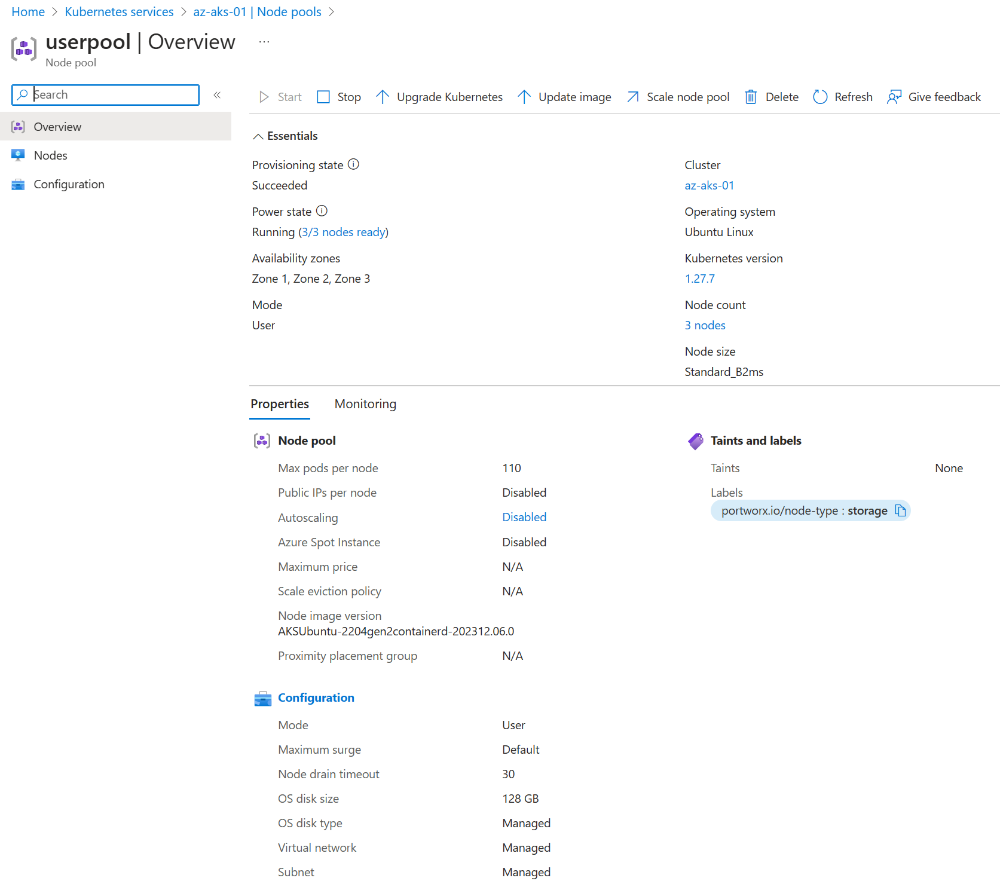 Home > Kubernetes services > az-aks-01 | Node pools >
userpool | Overview ...
Node pool
Search
«
Overview
Nodes
Configuration
Start Stop Upgrade Kubernetes Update image Scale node pool Delete Refresh Give feedback
Essentials
Provisioning state
Succeeded
Power state
Running (3/3 nodes ready)
Availability zones
Zone 1, Zone 2, Zone 3
Mode
User
Cluster
az-aks-01
Operating system
Ubuntu Linux
Kubernetes version
1.27.7
Node count
3 nodes
Node size
Standard_B2ms
Properties Monitoring
Node pool
Max pods per node 110
Public IPs per node Disabled
Autoscaling Disabled
Azure Spot Instance Disabled
Maximum price N/A
Scale eviction policy N/A
Node image version
AKSUbuntu-2204gen2containerd-202312.06.0
Proximity placement group N/A
Taints and labels
Taints None
Labels
portworx.io/node-type : storage
Configuration
Mode User
Maximum surge Default
Node drain timeout 30
OS disk size 128 GB
OS disk type Managed
Virtual network Managed
Subnet Managed